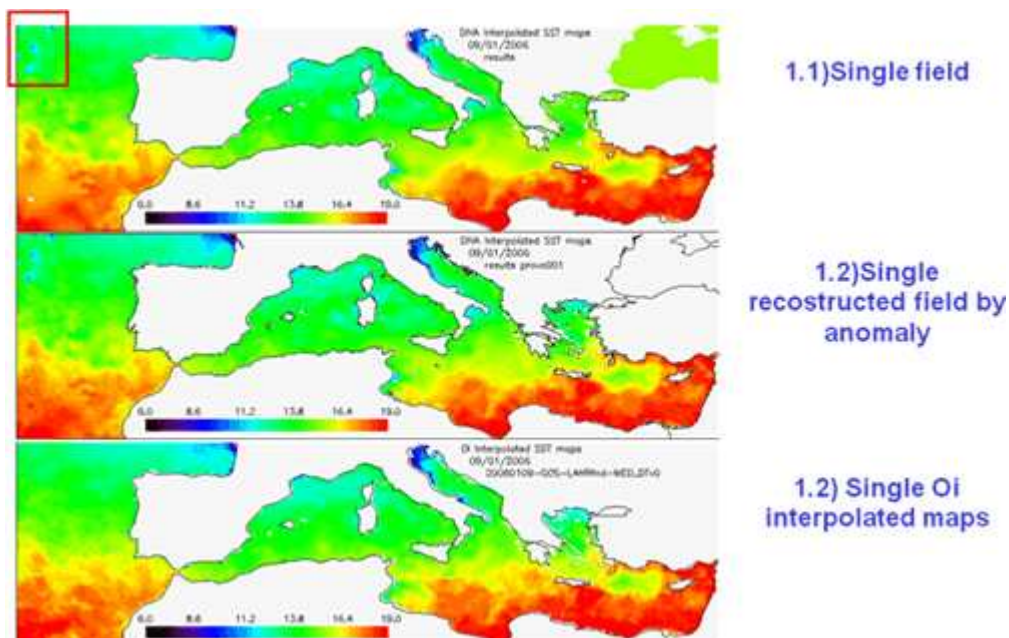 DIVA Interpolated SST maps
09/01/2006
results
1.1)Single field
6.0 8.6 11.2 13.8 16.4 19.0
DIVA Interpolated SST maps
09/01/2006
results provo001
1.2)Single
recostructed field by
anomaly
6.0 8.6 11.2 13.8 16.4 19.0
OI Interpolated SST maps
09/01/2006
1.2) Single Oi
interpolated maps
6.0 8.6 11.2 13.8 16.4 19.0